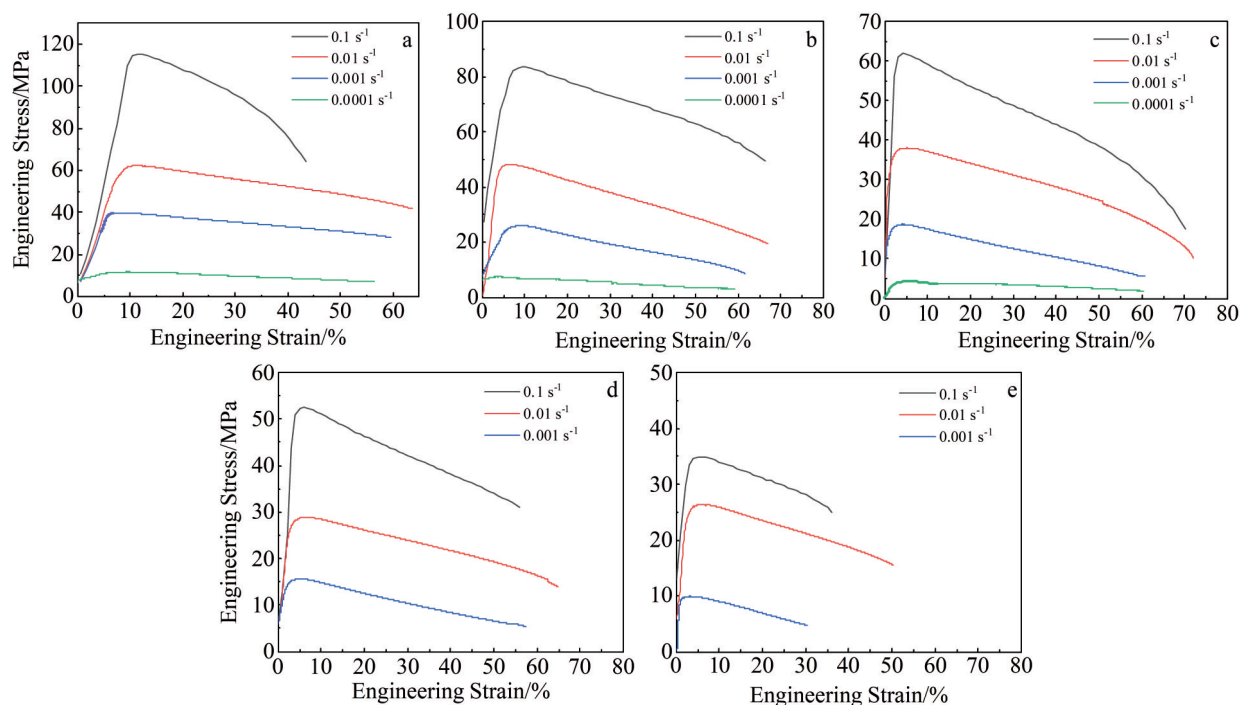 a
0.1 s⁻¹
0.01 s⁻¹
0.001 s⁻¹
0.0001 s⁻¹
120
100
80
60
40
20
0
Engineering Stress/MPa
0 10 20 30 40 50 60
Engineering Strain/%
b
0.1 s⁻¹
0.01 s⁻¹
0.001 s⁻¹
0.0001 s⁻¹
100
80
60
40
20
0
0 10 20 30 40 50 60 70 80
Engineering Strain/%
c
0.1 s⁻¹
0.01 s⁻¹
0.001 s⁻¹
0.0001 s⁻¹
70
60
50
40
30
20
10
0
0 10 20 30 40 50 60 70 80
Engineering Strain/%
d
0.1 s⁻¹
0.01 s⁻¹
0.001 s⁻¹
60
50
40
30
20
10
0
Engineering Stress/MPa
0 10 20 30 40 50 60 70 80
Engineering Strain/%
e
0.1 s⁻¹
0.01 s⁻¹
0.001 s⁻¹
50
40
30
20
10
0
0 10 20 30 40 50 60 70 80
Engineering Strain/%